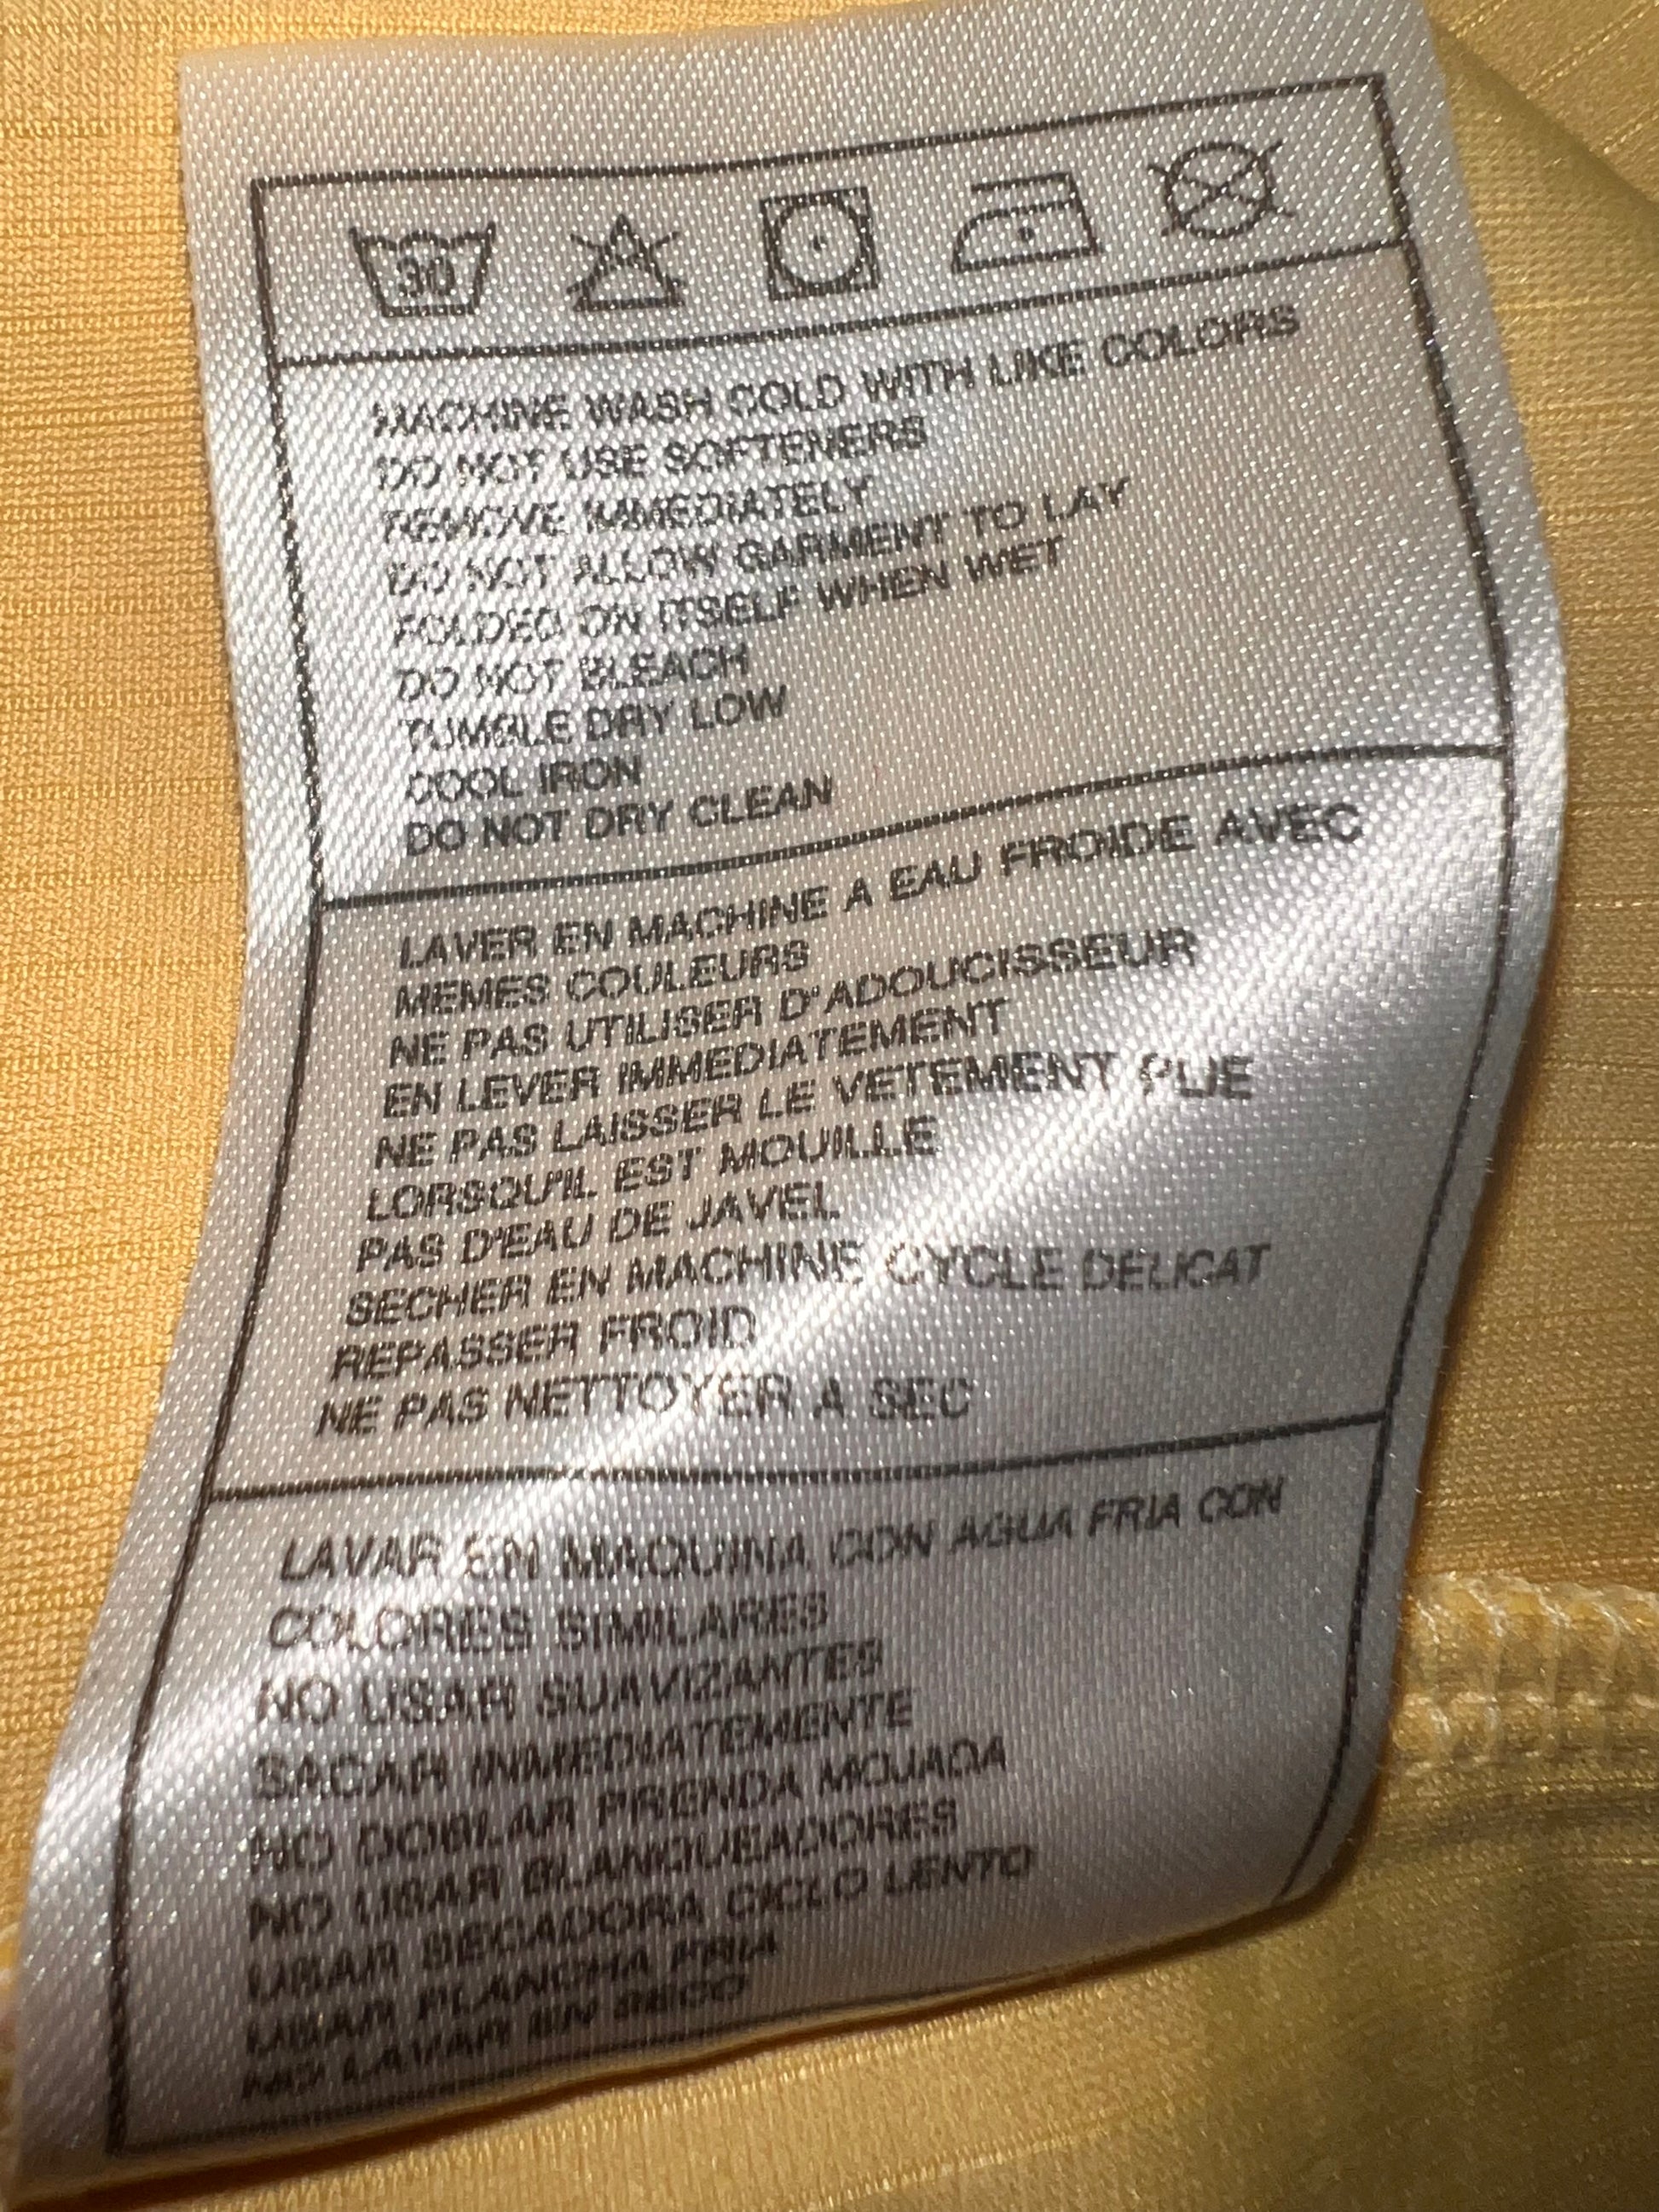 30
MACHINE WASH COLD WITH LIKE COLORS
DO NOT USE SOFTENERS
REMOVE IMMEDIATELY
DO NOT ALLOW GARMENT TO LAY
FOLDED ON ITSELF WHEN WET
DO NOT BLEACH
TUMBLE DRY LOW
COOL IRON
DO NOT DRY CLEAN
LAVER EN MACHINE A EAU FROIDE AVEC
MEMES COULEURS
NE PAS UTILISER D'ADOUCISSEUR
EN LEVER IMMEDIATEMENT
NE PAS LAISSER LE VETEMENT PLIE
LORSQU'IL EST MOUILLE
PAS D'EAU DE JAVEL
SECHER EN MACHINE CYCLE DELICAT
REPASSER FROID
NE PAS NETTOYER A SEC
LAVAR EN MAQUINA CON AGUA FRIA CON
COLORES SIMILARES
NO USAR SUAVIZANTES
SACAR INMEDIATEMENTE
NO DOBLAR PRENDA MOJADA
NO USAR BLANQUEADORES
USAR SECADORA CICLO LENTO
USAR PLANCHA FRIA
NO LAVAR EN SECO